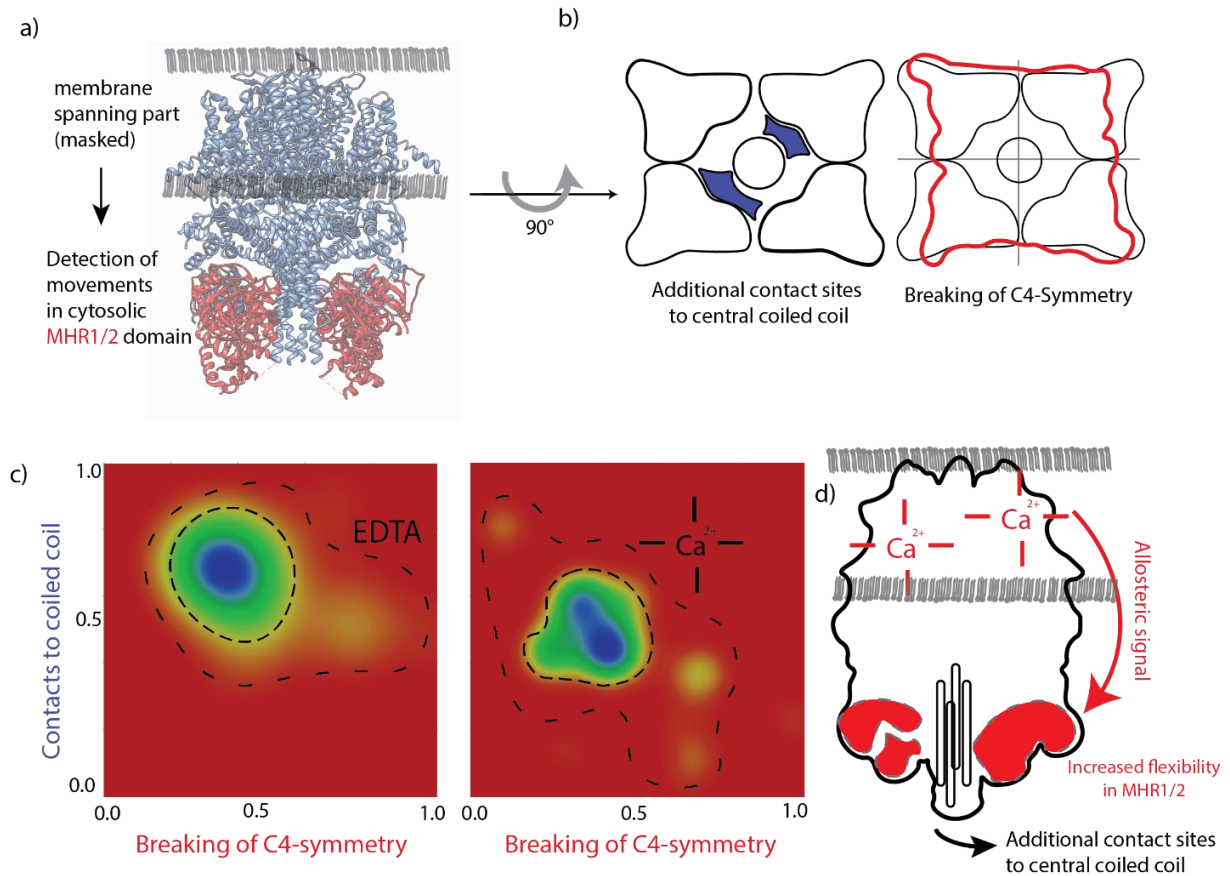 a)
membrane
spanning part
(masked)
Detection of
movements
in cytosolic
MHR1/2 domain
90°
b)
Additional contact sites
to central coiled coil
Breaking of C4-Symmetry
c)
Contacts to coiled coil
1.0
0.5
0.0
EDTA
0.5
1.0
Breaking of C4-symmetry
Ca2+
0.0
0.5
1.0
Breaking of C4-symmetry
d)
Ca2+
Ca2+
Allosteric
signal
Increased flexibility
in MHR1/2
Additional contact sites
to central coiled coil